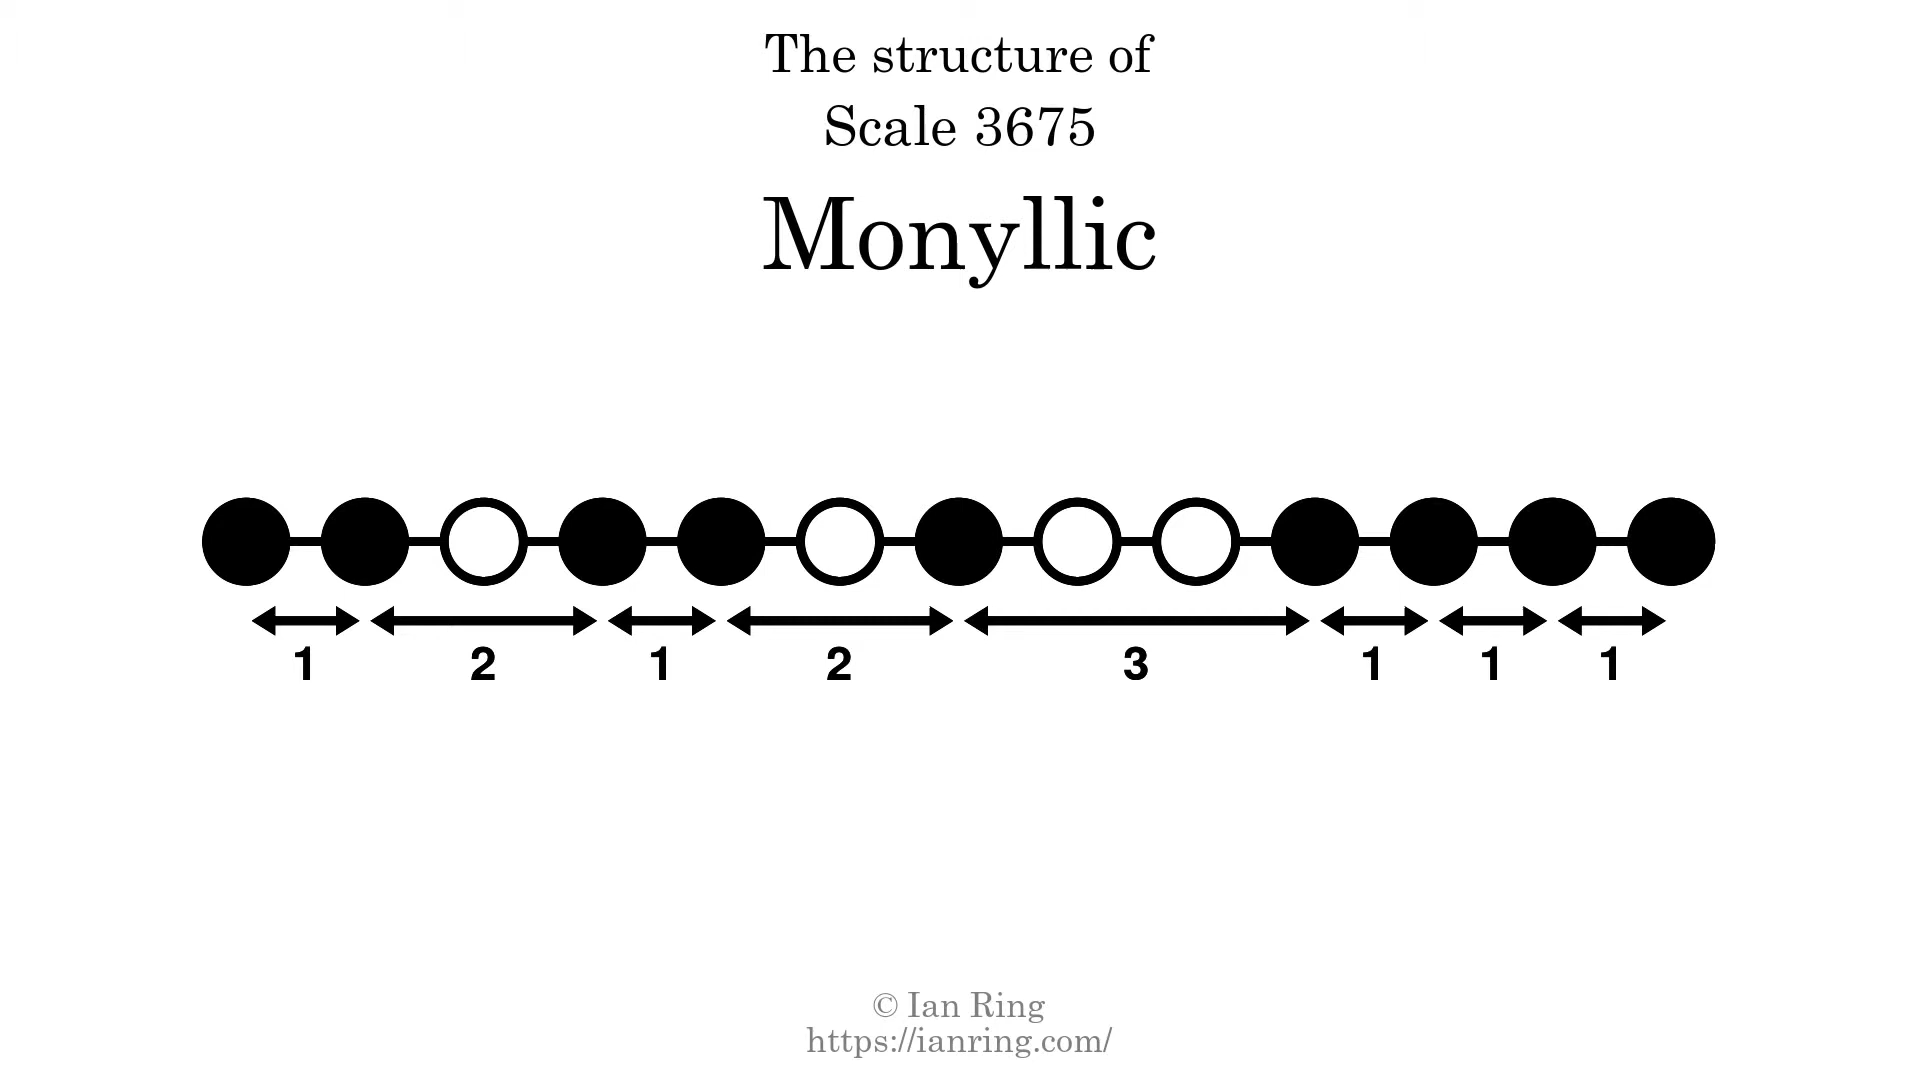 The structure of
Scale 3675
Monyllic
1 2 1 2 3 1 1 1
© Ian Ring
https://ianring.com/